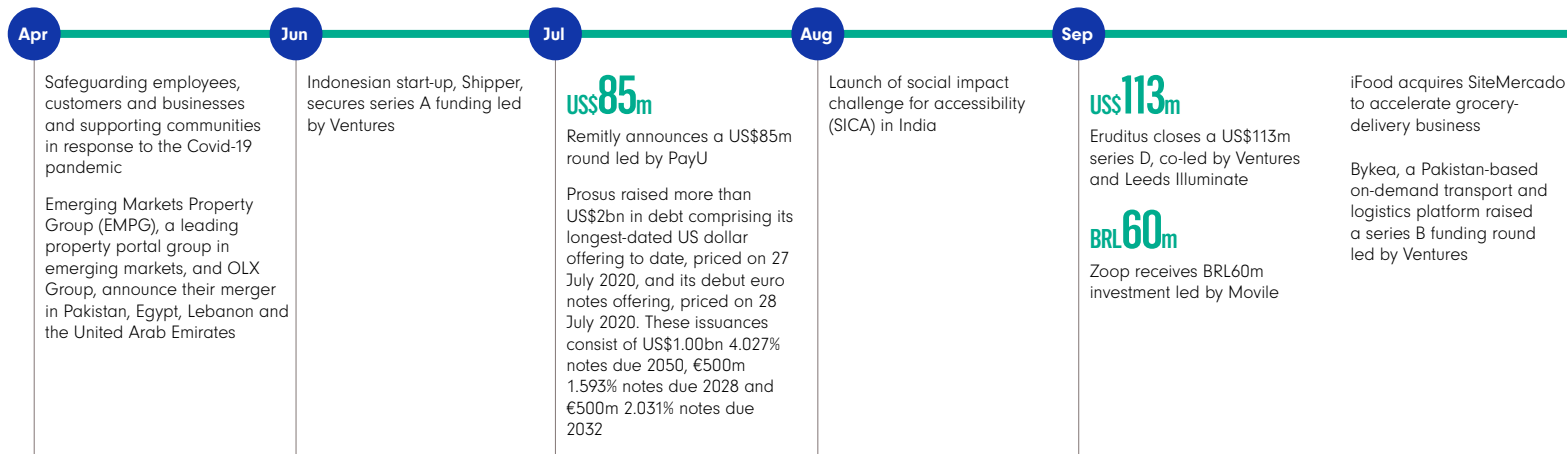 Apr
Safeguarding employees,
customers and businesses
and supporting communities
in response to the Covid-19
pandemic
Emerging Markets Property
Group (EMPG), a leading
property portal group in
emerging markets, and OLX
Group, announce their merger
in Pakistan, Egypt, Lebanon and
the United Arab Emirates
Jun
Indonesian start-up, Shipper,
secures series A funding led
by Ventures
Jul
US$85m
Remitly announces a US$85m
round led by PayU
Prosus raised more than
US$2bn in debt comprising its
longest-dated US dollar
offering to date, priced on 27
July 2020, and its debut euro
notes offering, priced on 28
July 2020. These issuances
consist of US$1.00bn 4.027%
notes due 2050, €500m
1.593% notes due 2028 and
€500m 2.031% notes due
2032
Aug
Launch of social impact
challenge for accessibility
(SICA) in India
Sep
US$113m
Eruditus closes a US$113m
series D, co-led by Ventures
and Leeds Illuminate
BRL60m
Zoop receives BRL60m
investment led by Movile
iFood acquires SiteMercado
to accelerate grocery-
delivery business
Bykea, a Pakistan-based
on-demand transport and
logistics platform raised
a series B funding round
led by Ventures